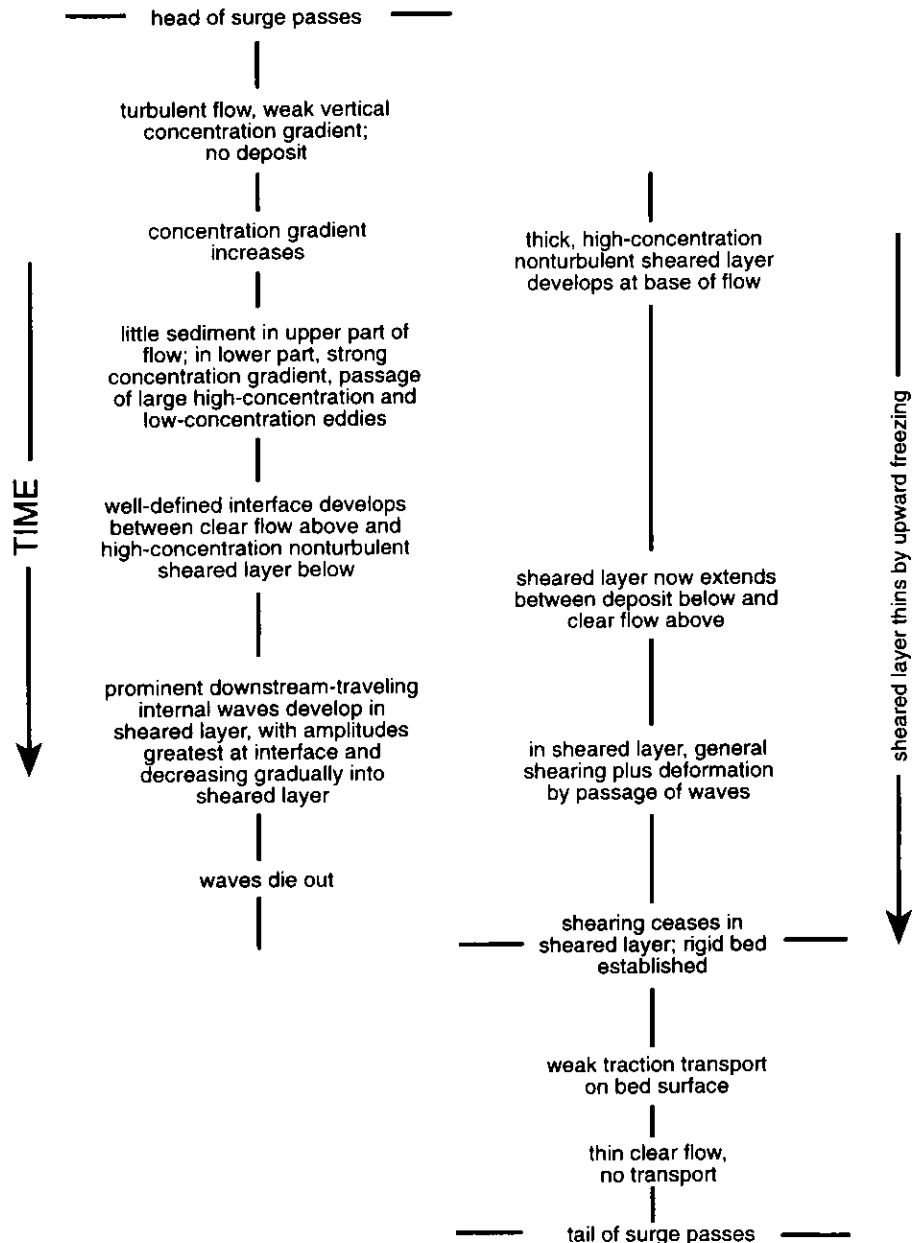 head of surge passes
turbulent flow, weak vertical
concentration gradient;
no deposit
concentration gradient
increases
little sediment in upper part of
flow; in lower part, strong
concentration gradient, passage
of large high-concentration and
low-concentration eddies
well-defined interface develops
between clear flow above and
high-concentration nonturbulent
sheared layer below
prominent downstream-traveling
internal waves develop in
sheared layer, with amplitudes
greatest at interface and
decreasing gradually into
sheared layer
waves die out
TIME
thick, high-concentration
nonturbulent sheared layer
develops at base of flow
sheared layer now extends
between deposit below and
clear flow above
in sheared layer, general
shearing plus deformation
by passage of waves
shearing ceases in
sheared layer; rigid bed
established
weak traction transport
on bed surface
thin clear flow,
no transport
tail of surge passes
sheared layer thins by upward freezing